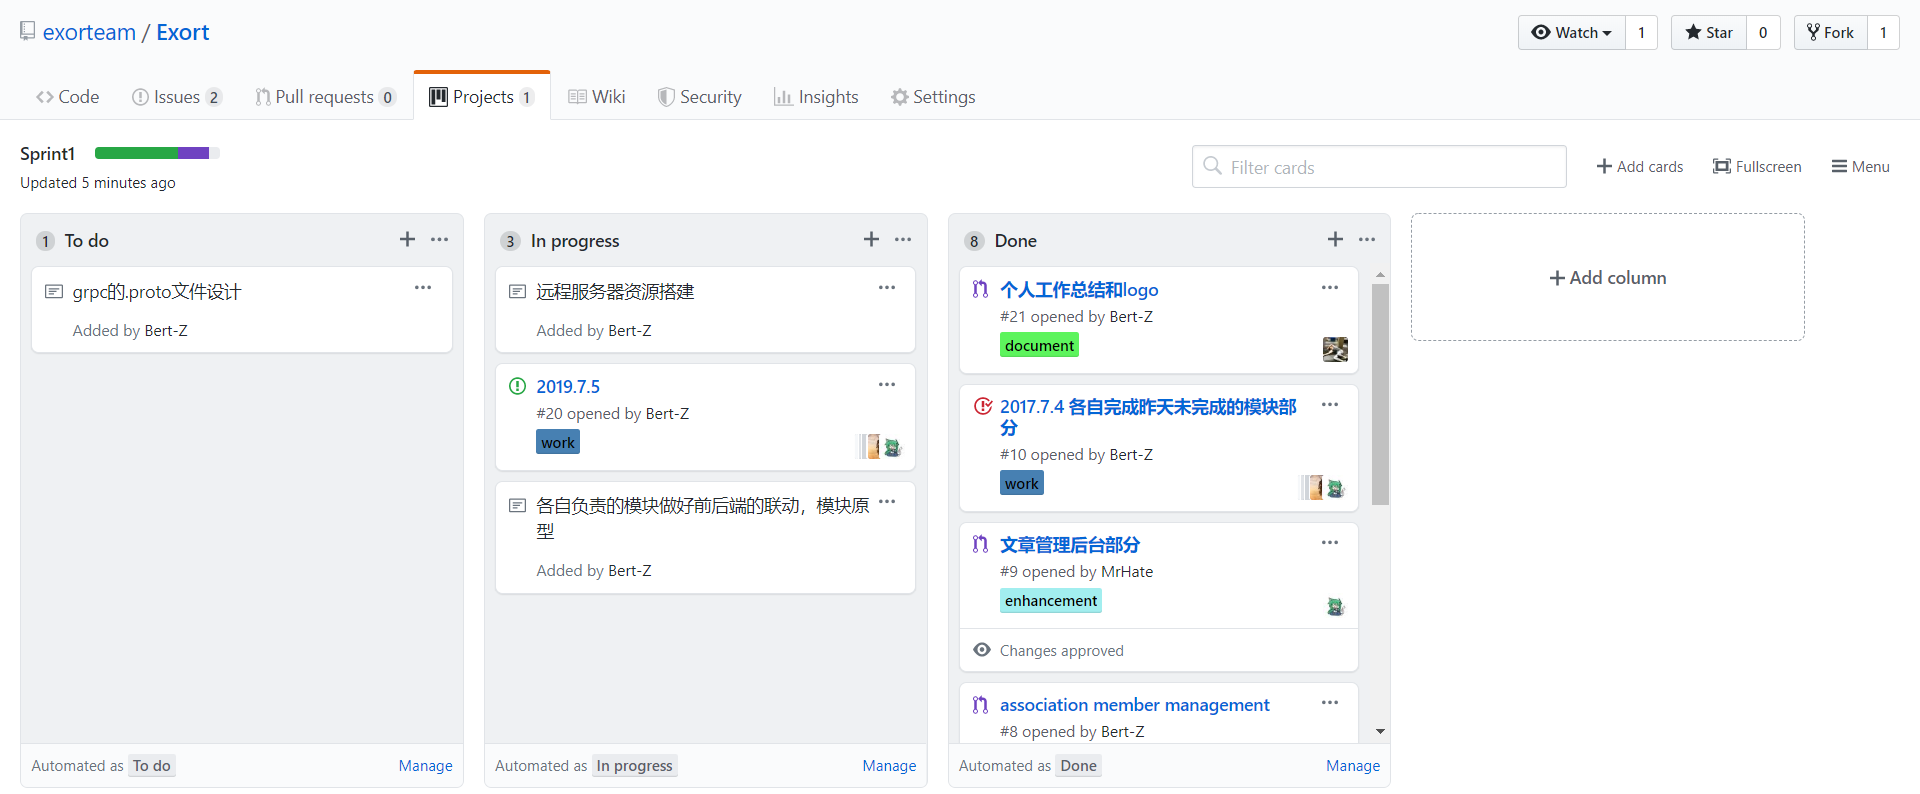 exorteam / Exort
Watch 1
Star 0
Fork 1
Code
Issues 2
Pull requests 0
Projects 1
Wiki
Security
Insights
Settings
Sprint1
Updated 5 minutes ago
Filter cards
Add cards
Fullscreen
Menu
1 To do
grpc的.proto文件设计
Added by Bert-Z
Automated as To do
Manage
3 In progress
远程服务器资源搭建
Added by Bert-Z
2019.7.5
#20 opened by Bert-Z
work
各自负责的模块做好前后端的联动，模块原
型
Added by Bert-Z
Automated as In progress
Manage
8 Done
个人工作总结和logo
#21 opened by Bert-Z
document
2017.7.4 各自完成昨天未完成的模块部
分
#10 opened by Bert-Z
work
文章管理后台部分
#9 opened by MrHate
enhancement
Changes approved
association member management
#8 opened by Bert-Z
Automated as Done
Manage
Add column